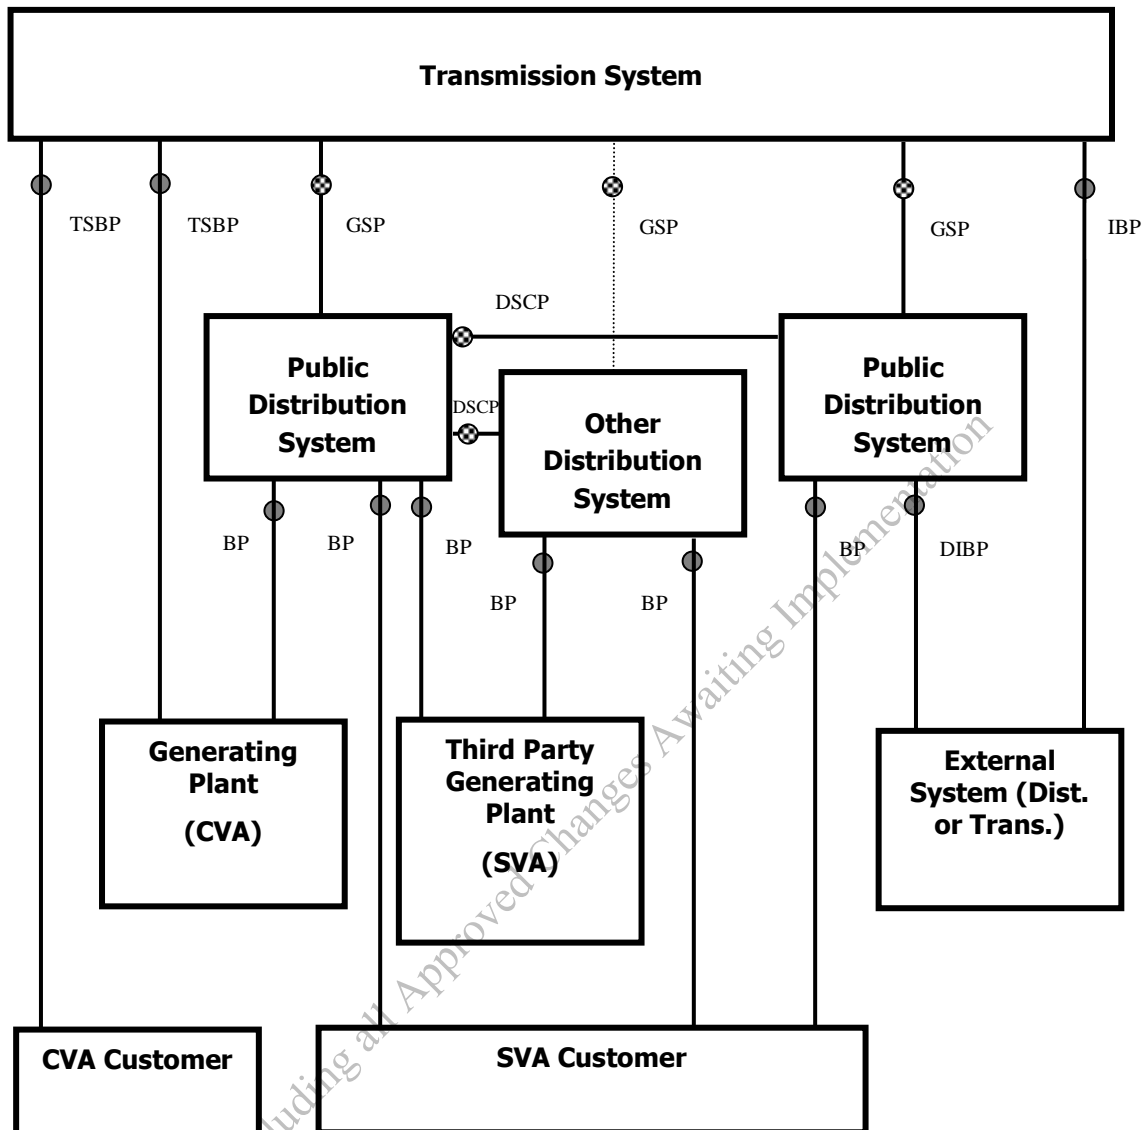 Transmission System
TSBP
TSBP
GSP
GSP
GSP
IBP
DSCP
Public
Distribution
System
DSCP
Other
Distribution
System
Public
Distribution
System
BP
BP
BP
BP
BP
BP
DIBP
Generating
Plant
(CVA)
Third Party
Generating
Plant
(SVA)
External
System (Dist.
or Trans.)
CVA Customer
SVA Customer
all Approved Changes Awaiting Implementation